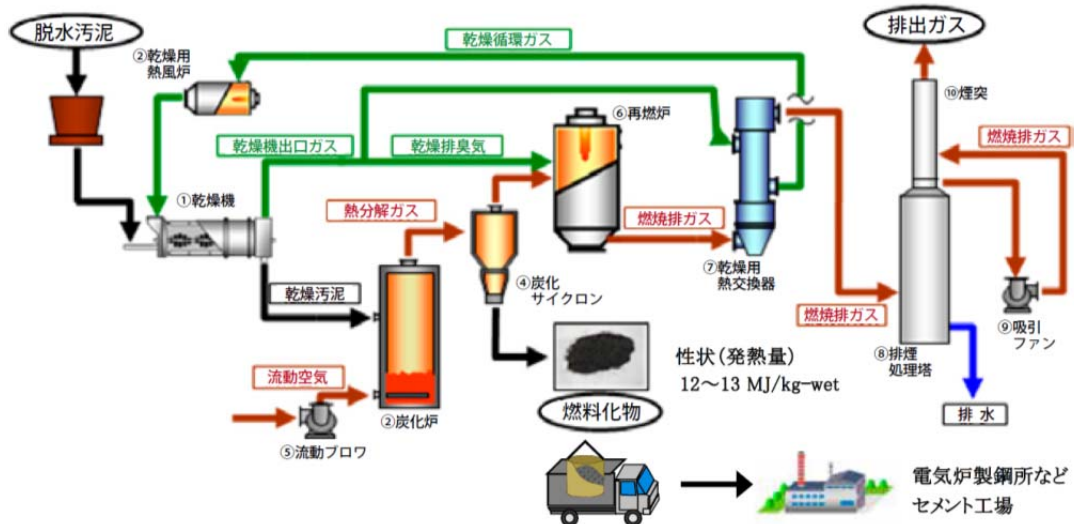 脱水汚泥
②乾燥用
熱風炉
乾燥循環ガス
排出ガス
⑩煙突
⑥再燃炉
乾燥機出口ガス
乾燥排臭気
燃焼排ガス
①乾燥機
熱分解ガス
燃焼排ガス
④炭化
サイクロン
⑦乾燥用
熱交換器
乾燥汚泥
燃焼排ガス
⑨吸引
ファン
性状(発熱量)
12～13 MJ/kg-wet
⑧排煙
処理塔
流動空気
②炭化炉
燃料化物
排 水
⑤流動ブロワ
電気炉製鋼所など
セメント工場